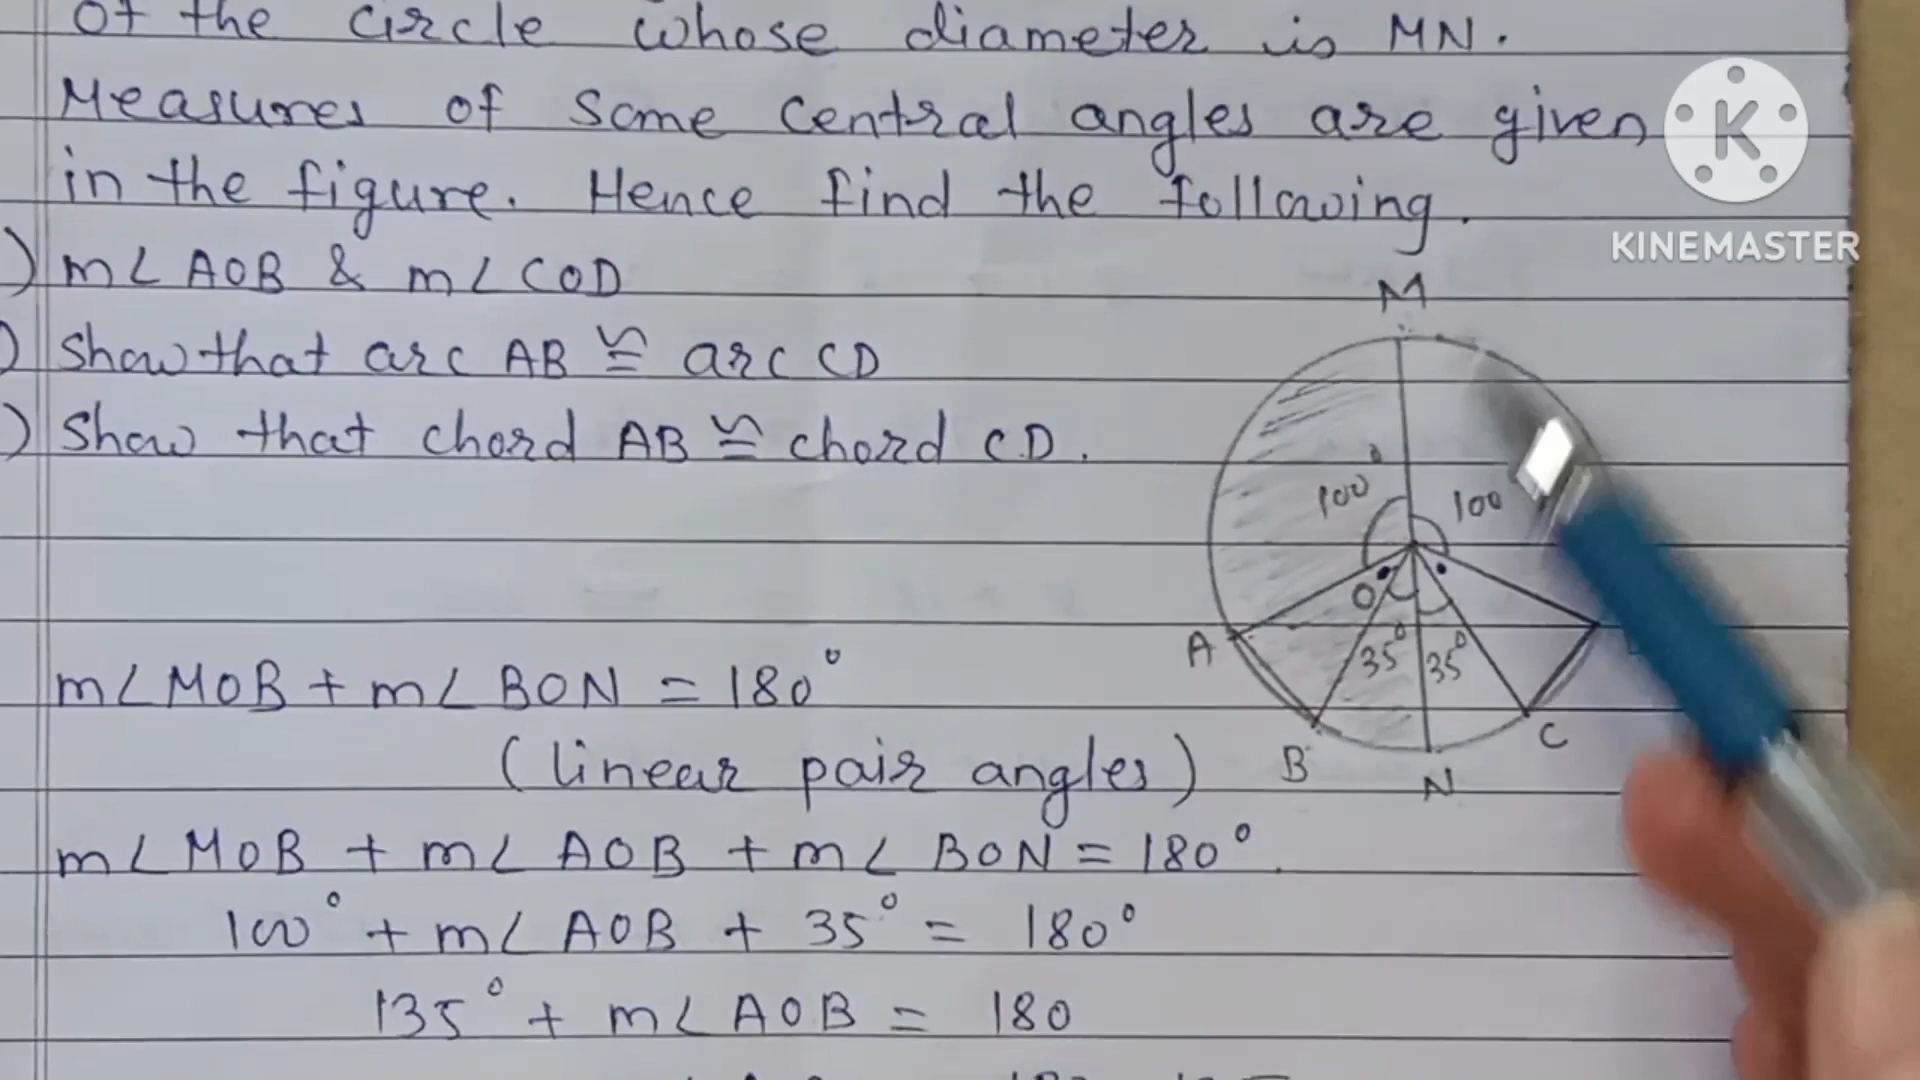 of the circle whose diameter is MN.
Measures of some central angles are given
in the figure. Hence find the following.
) m∠AOB & m∠COD
) show that arc AB ≅ arc CD
) show that chord AB ≅ chord CD.
m∠MOB + m∠BON = 180°
(linear pair angles)
m∠MOB + m∠AOB + m∠BON = 180°.
100° + m∠AOB + 35° = 180°
135° + m∠AOB = 180
K
KINEMASTER
M
100° 100
O
35° 35°
A
B N C